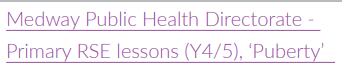 Medway Public Health Directorate -
Primary RSE lessons (Y4/5), ‘Puberty’